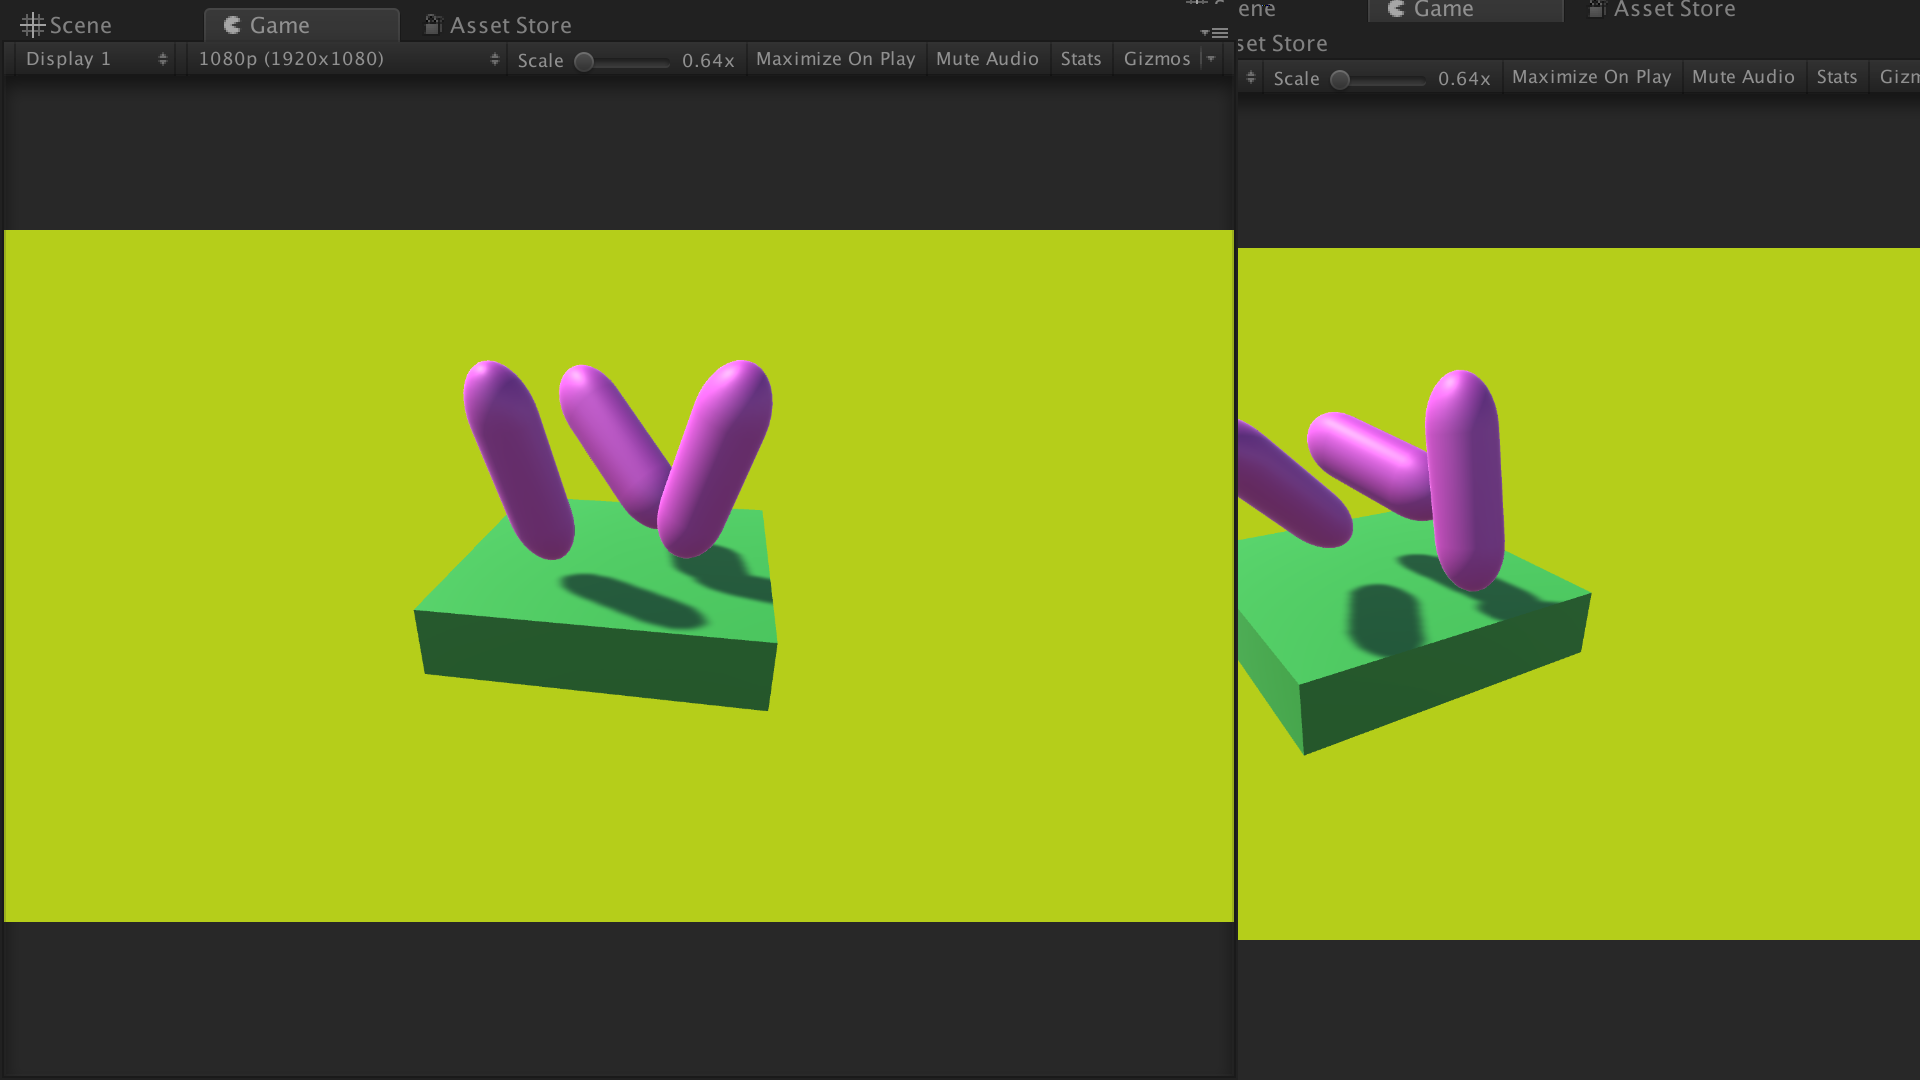 Scene Game Asset Store
Display 1 1080p (1920x1080) Scale 0.64x Maximize On Play Mute Audio Stats Gizmos
ene Game Asset Store
set Store
Scale 0.64x Maximize On Play Mute Audio Stats Gizm